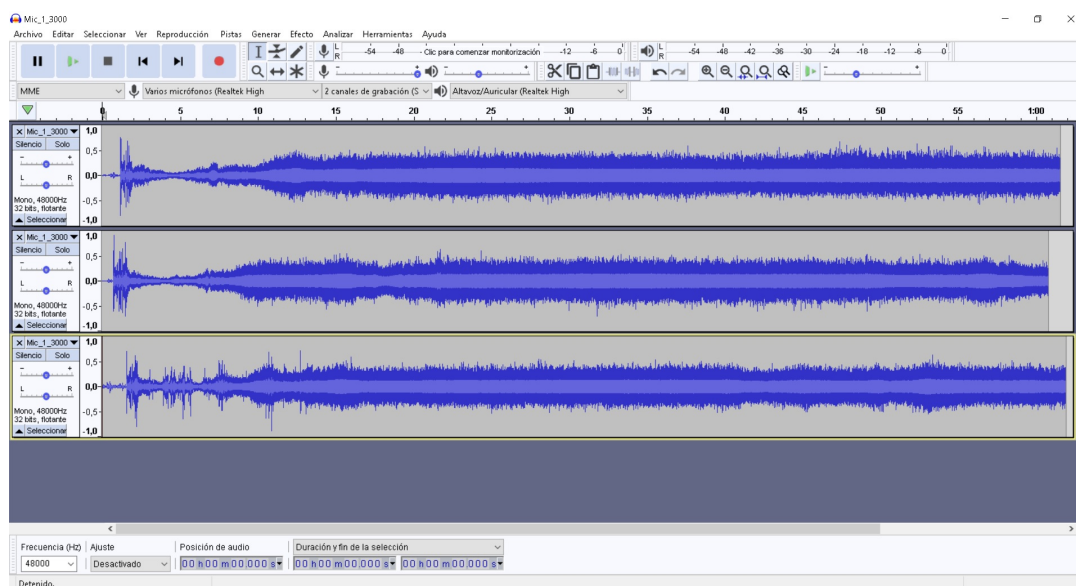 Mic_1_3000
Archivo Editar Seleccionar Ver Reproducción Pistas Generar Efecto Analizar Herramientas Ayuda
L R -54 -48 - Clic para comenzar monitorización -12 -6 0 L R -54 -48 -42 -36 -30 -24 -18 -12 -6 0
MME Varios micrófonos (Realtek High 2 canales de grabación (S Altavoz/Auricular (Realtek High
0 5 10 15 20 25 30 35 40 45 50 55 1:00
Mic_1_3000 1,0
Silencio Solo 0,5
- +
L R 0,0
Mono, 48000Hz -0,5
32 bits, flotante
Seleccionar -1,0
Mic_1_3000 1,0
Silencio Solo 0,5
- +
L R 0,0
Mono, 48000Hz -0,5
32 bits, flotante
Seleccionar -1,0
Mic_1_3000 1,0
Silencio Solo 0,5
- +
L R 0,0
Mono, 48000Hz -0,5
32 bits, flotante
Seleccionar -1,0
Frecuencia (Hz) Ajuste Posición de audio Duración y fin de la selección
48000 Desactivado 00 h 00 m 00.000 s 00 h 00 m 00.000 s 00 h 00 m 00.000 s
Detenido.